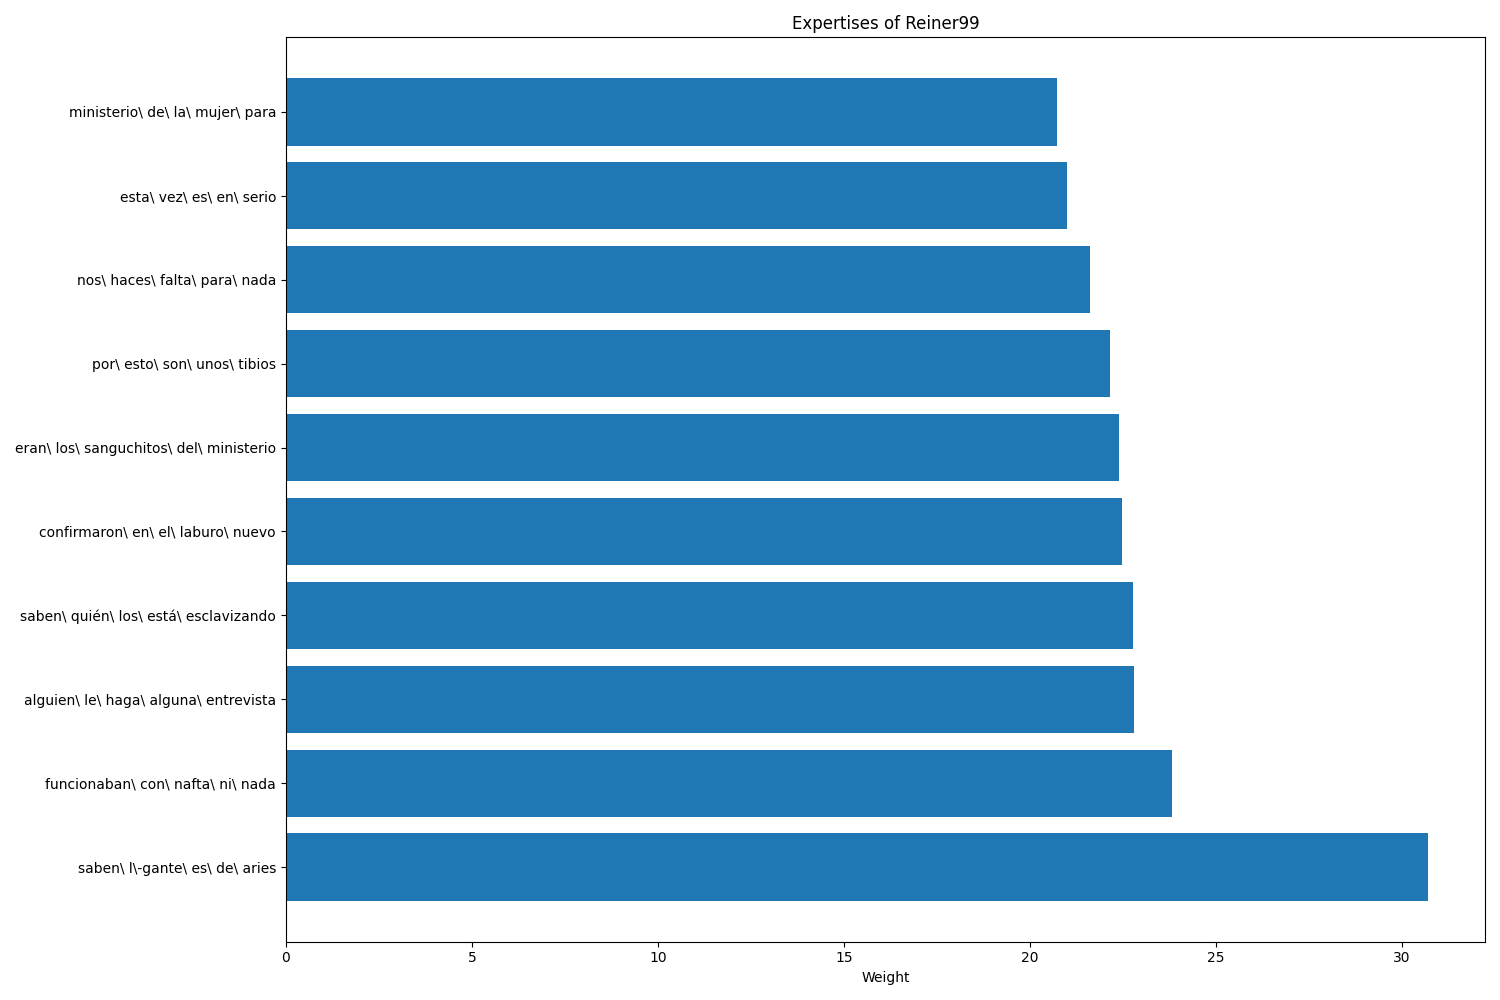 Expertises of Reiner99
ministerio\ de\ la\ mujer\ para
esta\ vez\ es\ en\ serio
nos\ haces\ falta\ para\ nada
por\ esto\ son\ unos\ tibios
eran\ los\ sanguchitos\ del\ ministerio
confirmaron\ en\ el\ laburo\ nuevo
saben\ quién\ los\ está\ esclavizando
alguien\ le\ haga\ alguna\ entrevista
funcionaban\ con\ nafta\ ni\ nada
saben\ l\-gante\ es\ de\ aries
0 5 10 15 20 25 30
Weight